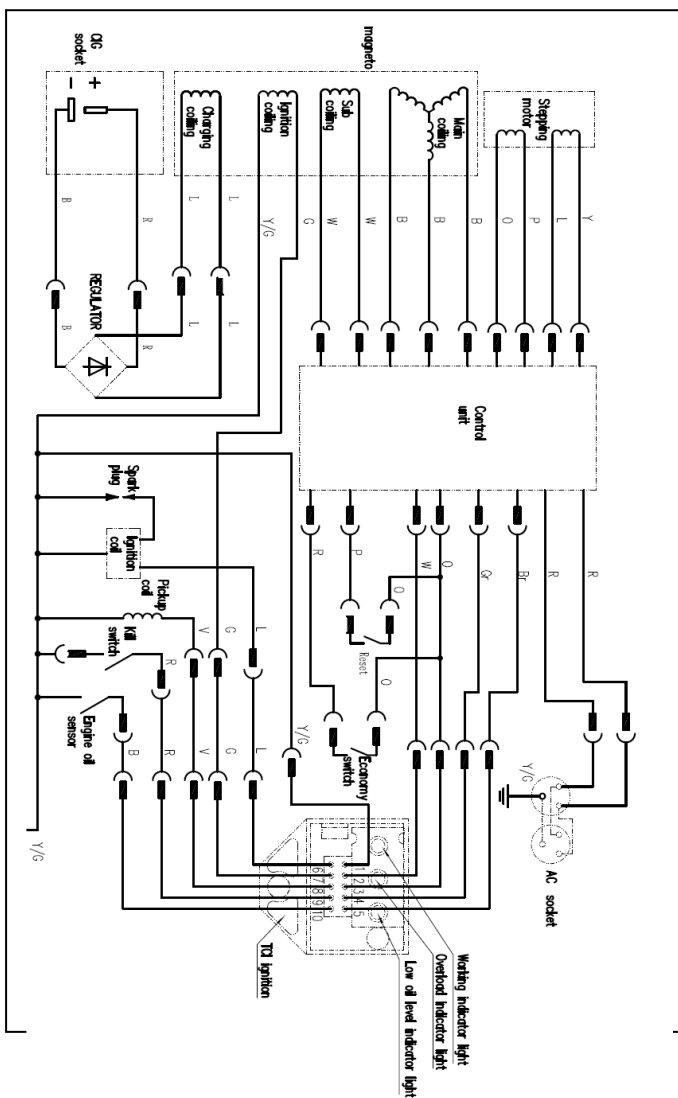 CIG
socket
+
-
magneto
Charging
coiling
Ignition
coiling
Sub
coiling
Main
coiling
Stepping
motor
B
R
L
L
Y/G
G
W
W
B
B
B
O
P
L
Y
REGULATOR
B
R
L
L
Control
unit
Spark
plug
Ignition
coil
Pickup
coil
Kill
switch
Engine oil
sensor
R
P
W
O
Gr
Br
R
R
O
Reset
O
Economy
switch
L
G
V
R
B
R
V
G
L
Y/G
Y/G
Y/G
AC socket
1
2
3
4
5
6
7
8
9
10
TCI ignition
Working indicator light
Overload indicator light
Low oil level indicator light